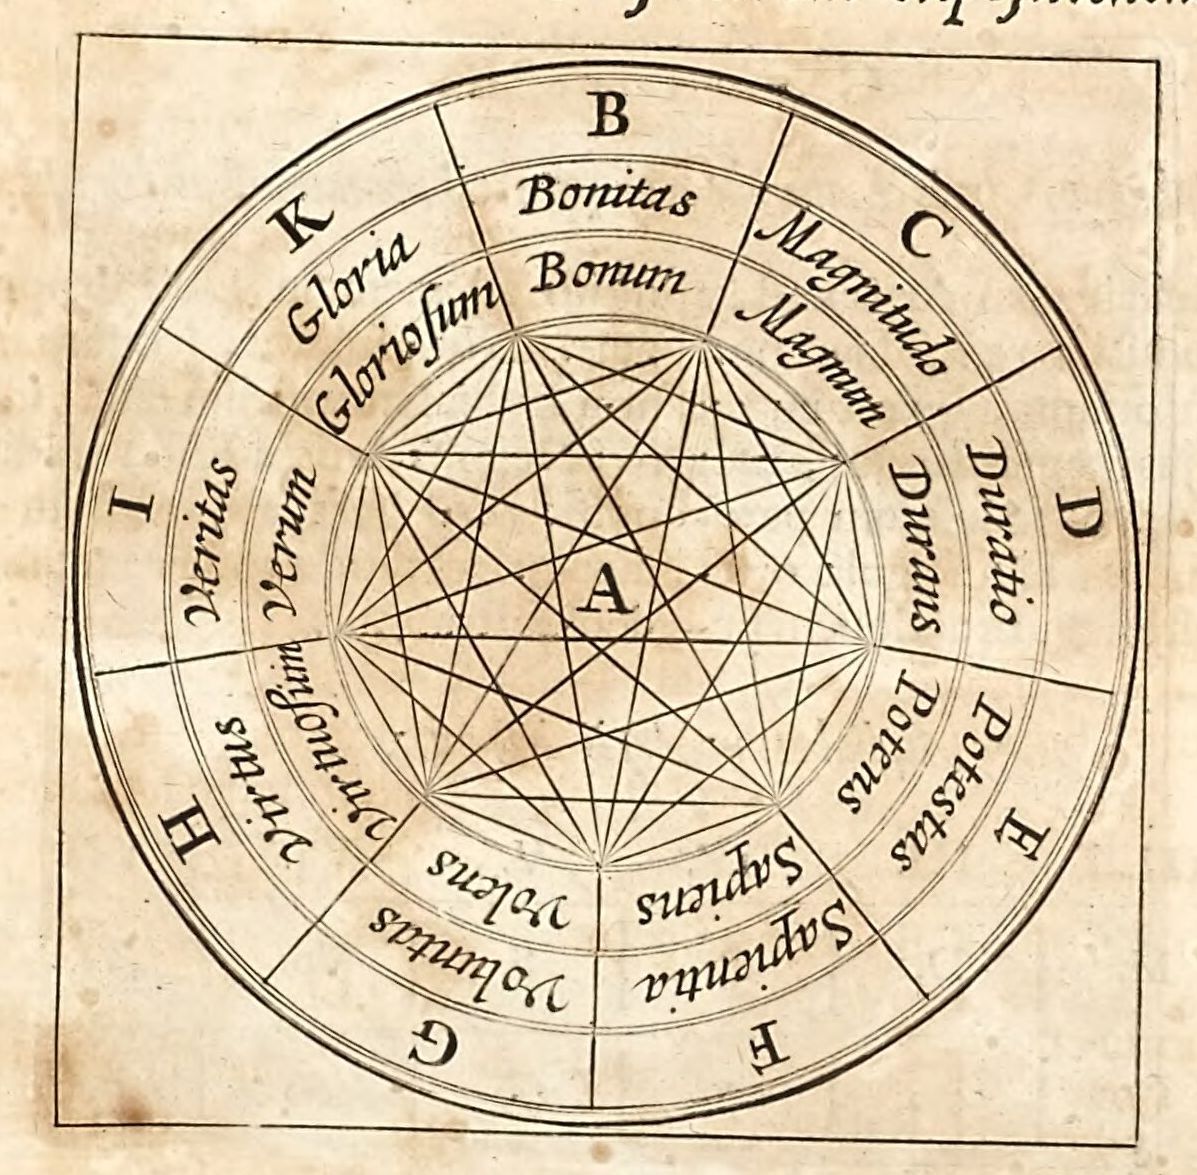 B
Bonitas
Bonum
C
Magnitudo
Magnum
D
Duratio
Durans
E
Potestas
Potens
F
Sapientia
Sapiens
G
Voluntas
Volens
H
Virtus
Virtuoſum
I
Veritas
Verum
K
Gloria
Glorioſum
A